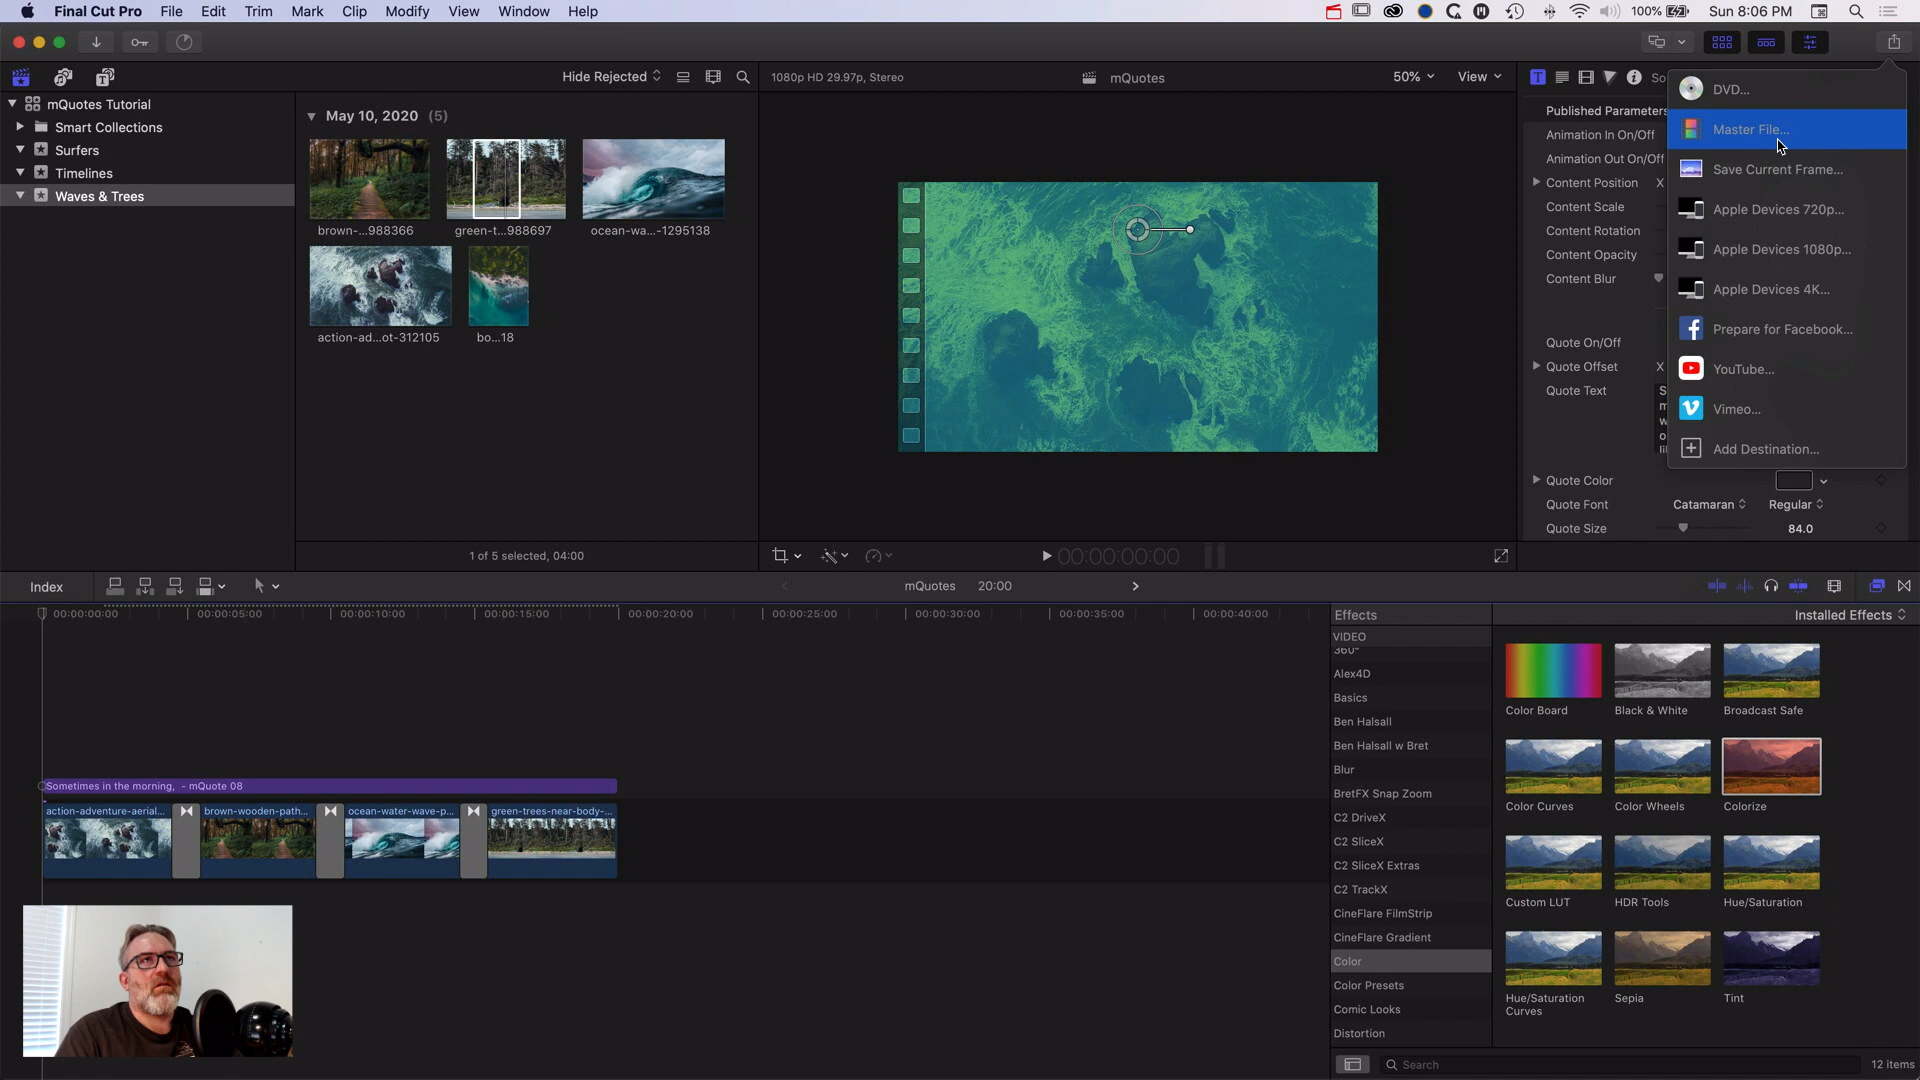 Final Cut Pro File Edit Trim Mark Clip Modify View Window Help 100% Sun 8:06 PM
Hide Rejected 1080p HD 29.97p, Stereo mQuotes 50% View
mQuotes Tutorial
Smart Collections
Surfers
Timelines
Waves & Trees
May 10, 2020 (5)
brown-...988366 green-t...988697 ocean-wa...-1295138
action-ad...ot-312105 bo...18
1 of 5 selected, 04:00
00:00:00:00
Published Parameters
Animation In On/Off
Animation Out On/Off
Content Position X
Content Scale
Content Rotation
Content Opacity
Content Blur
Quote On/Off
Quote Offset X
Quote Text
Quote Color
Quote Font Catamaran Regular
Quote Size 84.0
DVD...
Master File...
Save Current Frame...
Apple Devices 720p...
Apple Devices 1080p...
Apple Devices 4K...
Prepare for Facebook...
YouTube...
Vimeo...
Add Destination...
Index mQuotes 20:00
00:00:00:00 00:00:05:00 00:00:10:00 00:00:15:00 00:00:20:00 00:00:25:00 00:00:30:00 00:00:35:00 00:00:40:00
Sometimes in the morning, - mQuote 08
action-adventure-aerial... brown-wooden-path... ocean-water-wave-p... green-trees-near-body-...
Effects Installed Effects
VIDEO
360°
Alex4D
Basics
Ben Halsall
Ben Halsall w Bret
Blur
BretFX Snap Zoom
C2 DriveX
C2 SliceX
C2 SliceX Extras
C2 TrackX
CineFlare FilmStrip
CineFlare Gradient
Color
Color Presets
Comic Looks
Distortion
Color Board Black & White Broadcast Safe
Color Curves Color Wheels Colorize
Custom LUT HDR Tools Hue/Saturation
Hue/Saturation Curves Sepia Tint
Search 12 items